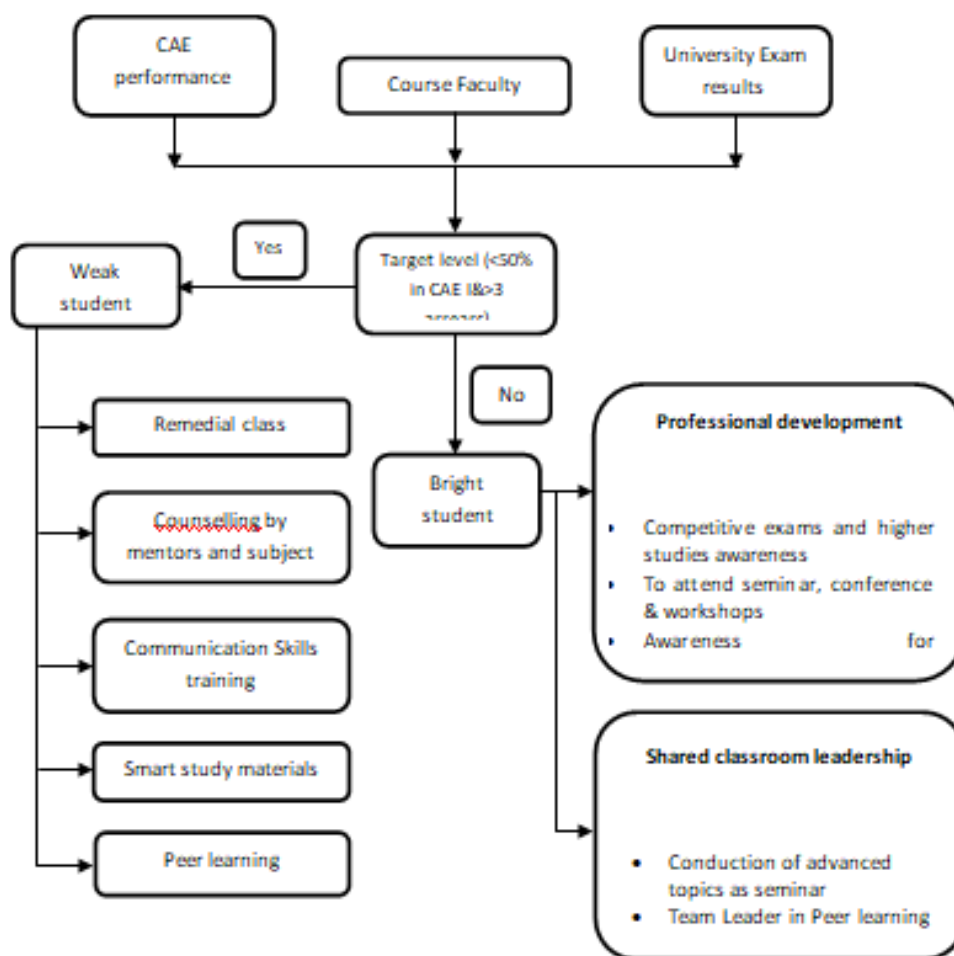 CAE
performance
Course Faculty
University Exam
results
Yes
Weak
student
Target level (<50%
in CAE I&>3
No
Remedial class
Bright
student
Counselling by
mentors and subject
Communication Skills
training
Smart study materials
Peer learning
Professional development
• Competitive exams and higher
studies awareness
• To attend seminar, conference
& workshops
• Awareness for
Shared classroom leadership
• Conduction of advanced
topics as seminar
• Team Leader in Peer learning